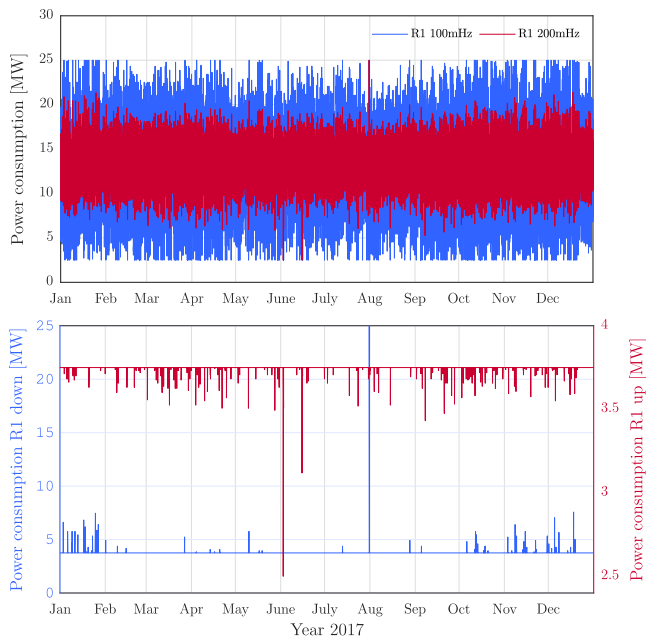 Power consumption [MW]
30
25
20
15
10
5
0
R1 100mHz R1 200mHz
Jan Feb Mar Apr May June July Aug Sep Oct Nov Dec
Power consumption R1 down [MW]
25
20
15
10
5
0
4
3.5
3
2.5
Power consumption R1 up [MW]
Jan Feb Mar Apr May June July Aug Sep Oct Nov Dec
Year 2017